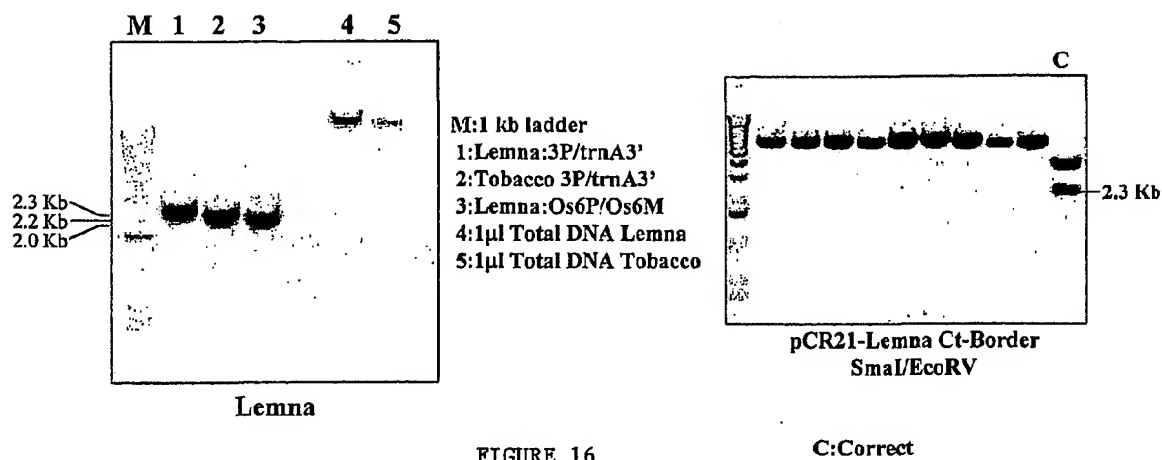 M 1 2 3 4 5
2.3 Kb
2.2 Kb
2.0 Kb
Lemna
M:1 kb ladder
1:Lemna:3P/trnA3'
2:Tobacco 3P/trnA3'
3:Lemna:Os6P/Os6M
4:1µl Total DNA Lemna
5:1µl Total DNA Tobacco
C
2.3 Kb
pCR21-Lemna Ct-Border
SmaI/EcoRV
FIGURE 16
C:Correct